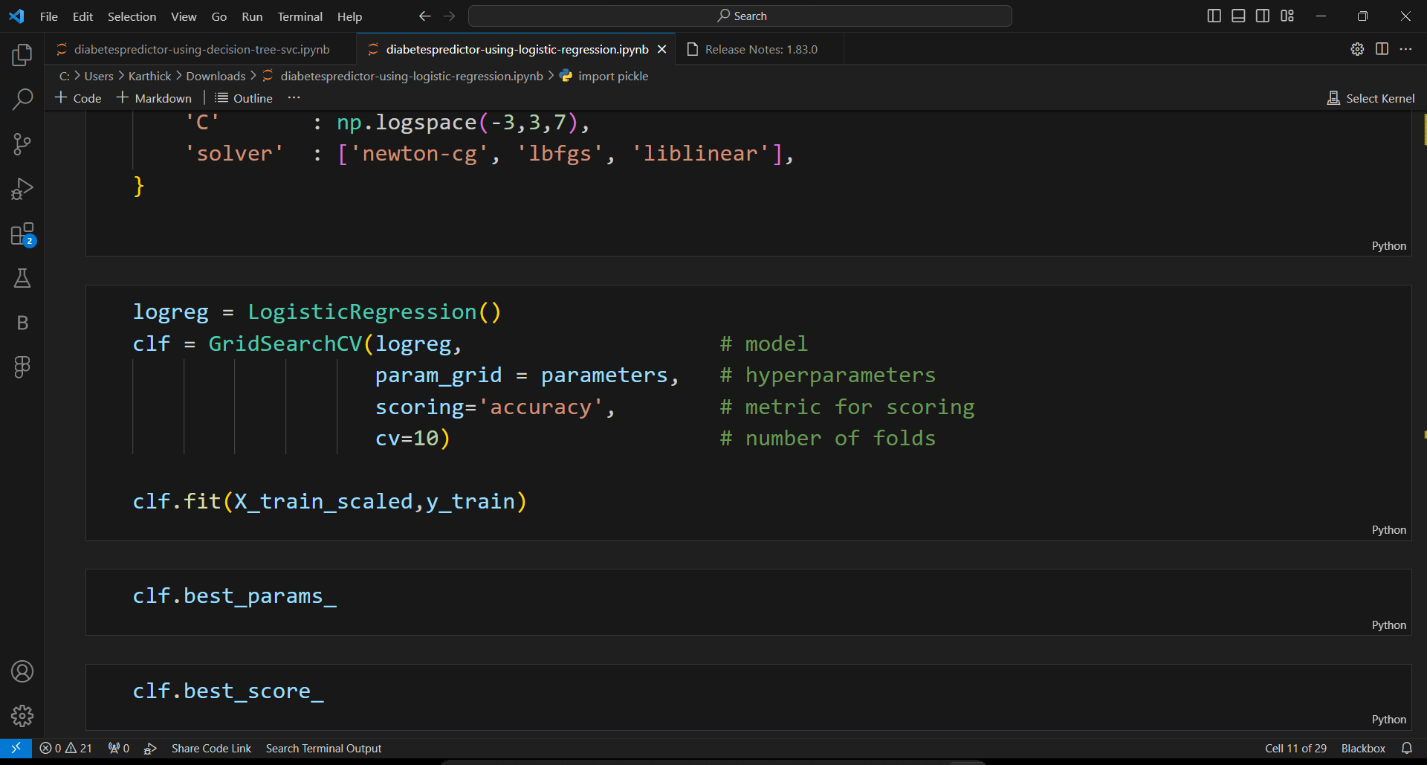 File Edit Selection View Go Run Terminal Help Search
diabetespredictor-using-decision-tree-svc.ipynb diabetespredictor-using-logistic-regression.ipynb Release Notes: 1.83.0
C: > Users > Karthick > Downloads > diabetespredictor-using-logistic-regression.ipynb > import pickle
+ Code + Markdown | Outline ... Select Kernel
'C' : np.logspace(-3,3,7),
'solver' : ['newton-cg', 'lbfgs', 'liblinear'],
}
Python
logreg = LogisticRegression()
clf = GridSearchCV(logreg, # model
param_grid = parameters, # hyperparameters
scoring='accuracy', # metric for scoring
cv=10) # number of folds
clf.fit(X_train_scaled,y_train)
Python
clf.best_params_
Python
clf.best_score_
Python
2
B
0 21 0 Share Code Link Search Terminal Output Cell 11 of 29 Blackbox